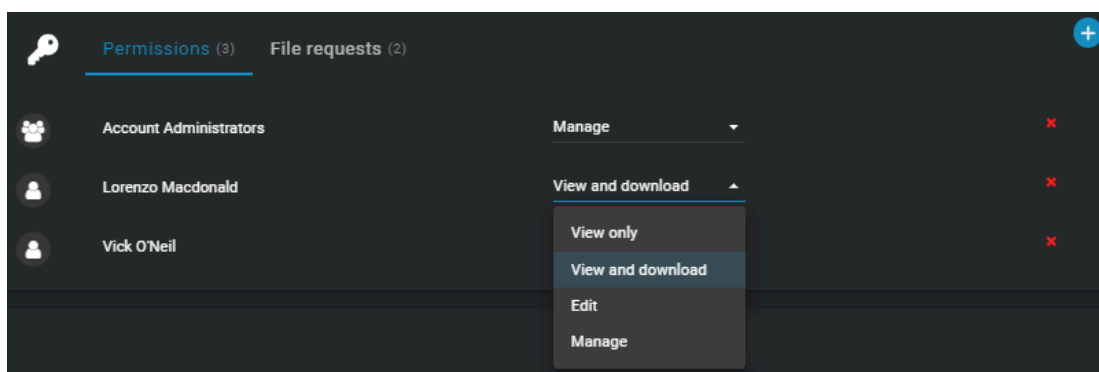 Permissions (3) File requests (2)
Account Administrators Manage
Lorenzo Macdonald View and download
View only
Vick O'Neil
View and download
Edit
Manage